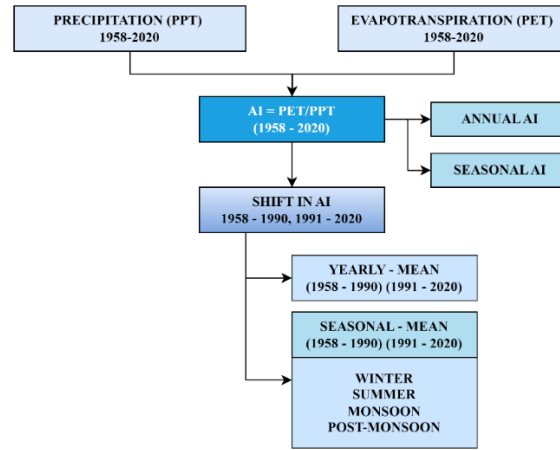 PRECIPITATION (PPT)
1958-2020
EVAPOTRANSPIRATION (PET)
1958-2020
AI = PET/PPT
(1958 - 2020)
ANNUAL AI
SEASONAL AI
SHIFT IN AI
1958 - 1990, 1991 - 2020
YEARLY - MEAN
(1958 - 1990) (1991 - 2020)
SEASONAL - MEAN
(1958 - 1990) (1991 - 2020)
WINTER
SUMMER
MONSOON
POST-MONSOON